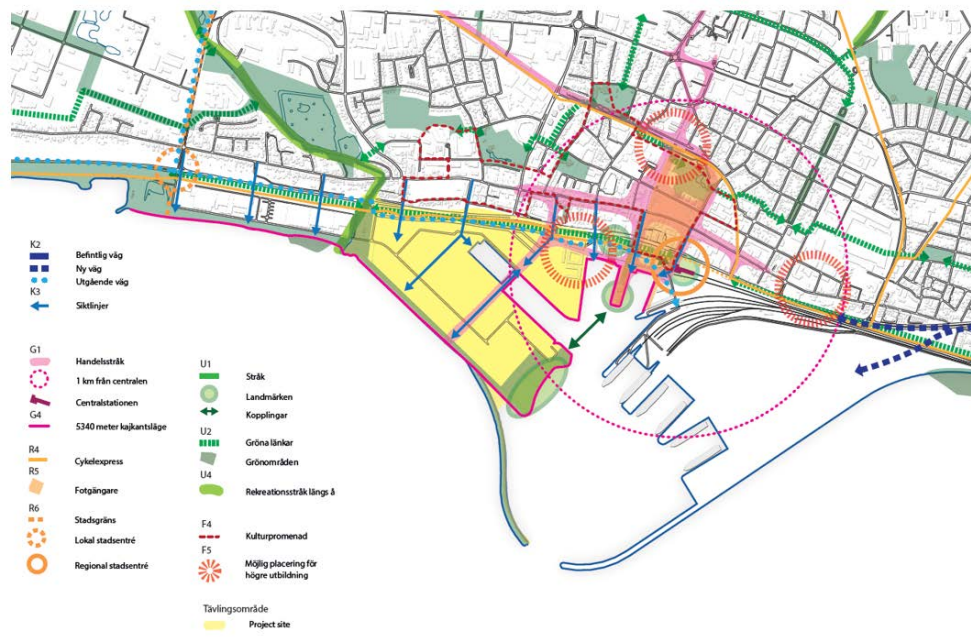 K2
Befintlig väg
Ny väg
Utgående väg
K3
Siktlinjer
G1
Handelsstråk
1 km från centralen
Centralstationen
G4
5340 meter kajkantsläge
R4
Cykelexpress
R5
Fotgängare
R6
Stadsgräns
Lokal stadsentré
Regional stadsentré
U1
Stråk
Landmärken
Kopplingar
U2
Gröna länkar
Grönområden
U4
Rekreationsstråk längs å
F4
Kulturpromenad
F5
Möjlig placering för
högre utbildning
Tävlingsområde
Project site